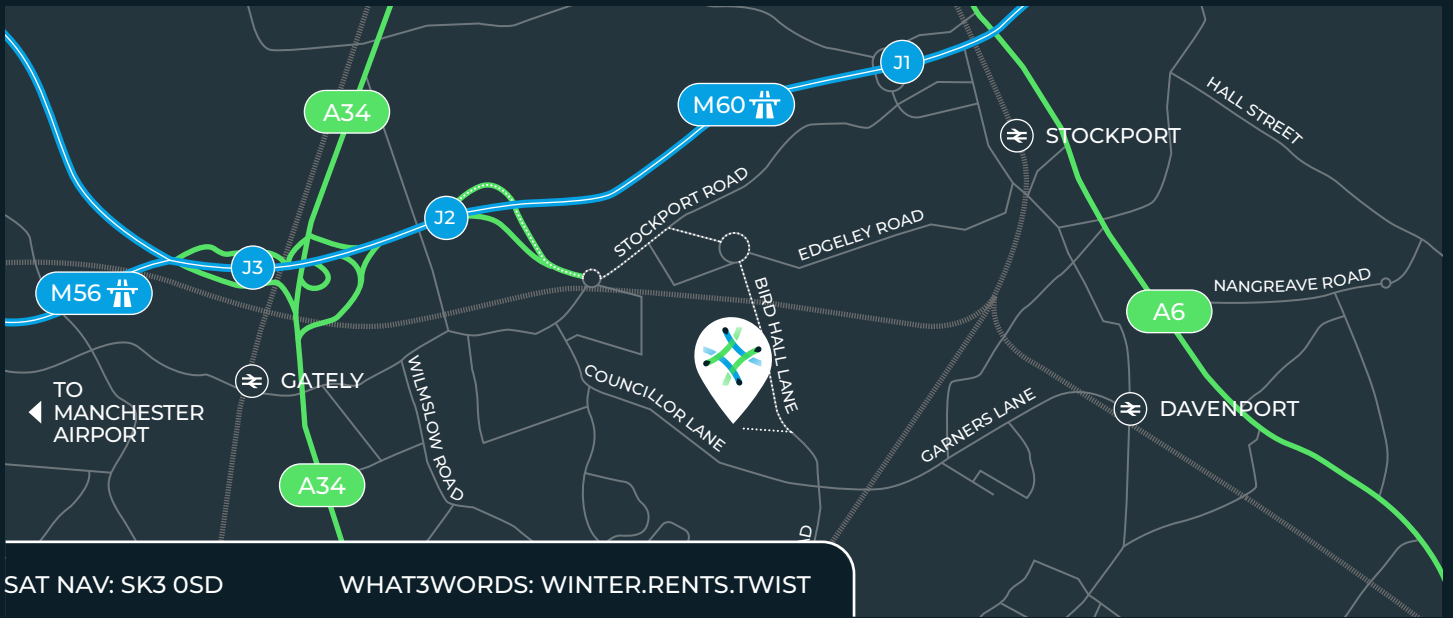 J1
M60
A34
HALL STREET
STOCKPORT
STOCKPORT ROAD
J2
EDGELEY ROAD
J3
M56
NANGREAVE ROAD
A6
BIRD HALL LANE
GATELY
TO
MANCHESTER
AIRPORT
WILMSLOW ROAD
COUNCILLOR LANE
GARNERS LANE
DAVENPORT
A34
AD
SAT NAV: SK3 0SD
WHAT3WORDS: WINTER.RENTS.TWIST